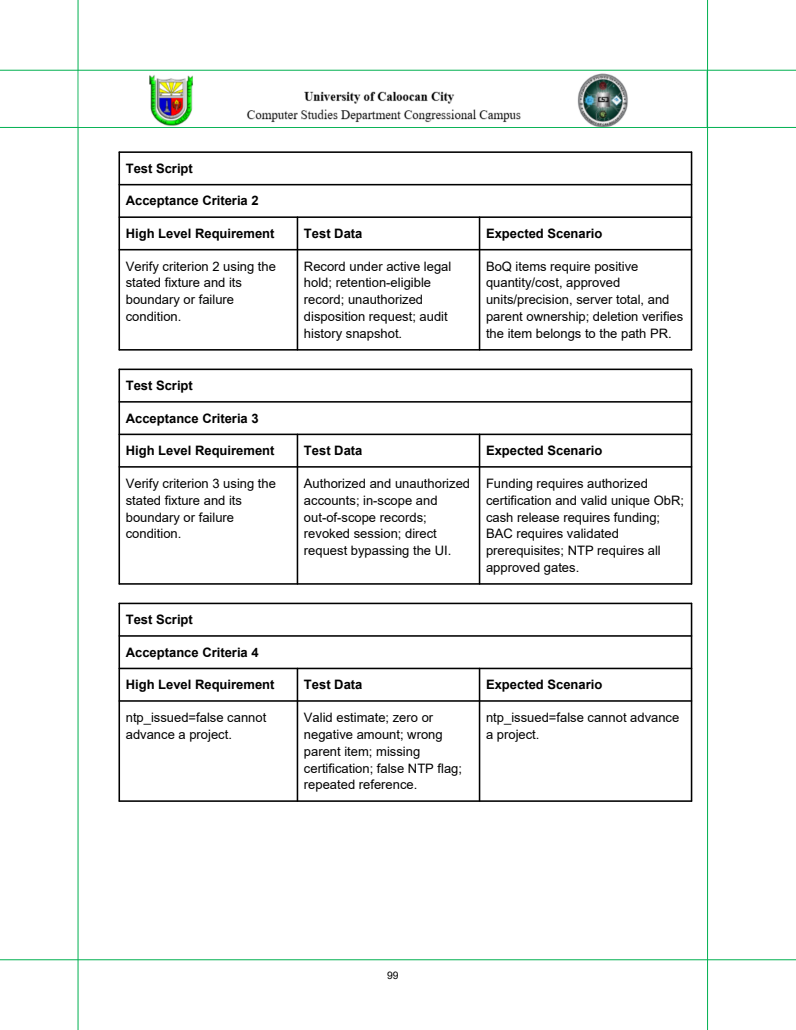 University of Caloocan City
Computer Studies Department Congressional Campus
Test Script
Acceptance Criteria 2
High Level Requirement
Test Data
Expected Scenario
Verify criterion 2 using the
stated fixture and its
boundary or failure
condition.
Record under active legal
hold; retention-eligible
record; unauthorized
disposition request; audit
history snapshot.
BoQ items require positive
quantity/cost, approved
units/precision, server total, and
parent ownership; deletion verifies
the item belongs to the path PR.
Test Script
Acceptance Criteria 3
High Level Requirement
Test Data
Expected Scenario
Verify criterion 3 using the
stated fixture and its
boundary or failure
condition.
Authorized and unauthorized
accounts; in-scope and
out-of-scope records;
revoked session; direct
request bypassing the UI.
Funding requires authorized
certification and valid unique ObR;
cash release requires funding;
BAC requires validated
prerequisites; NTP requires all
approved gates.
Test Script
Acceptance Criteria 4
High Level Requirement
Test Data
Expected Scenario
ntp_issued=false cannot
advance a project.
Valid estimate; zero or
negative amount; wrong
parent item; missing
certification; false NTP flag;
repeated reference.
ntp_issued=false cannot advance
a project.
99